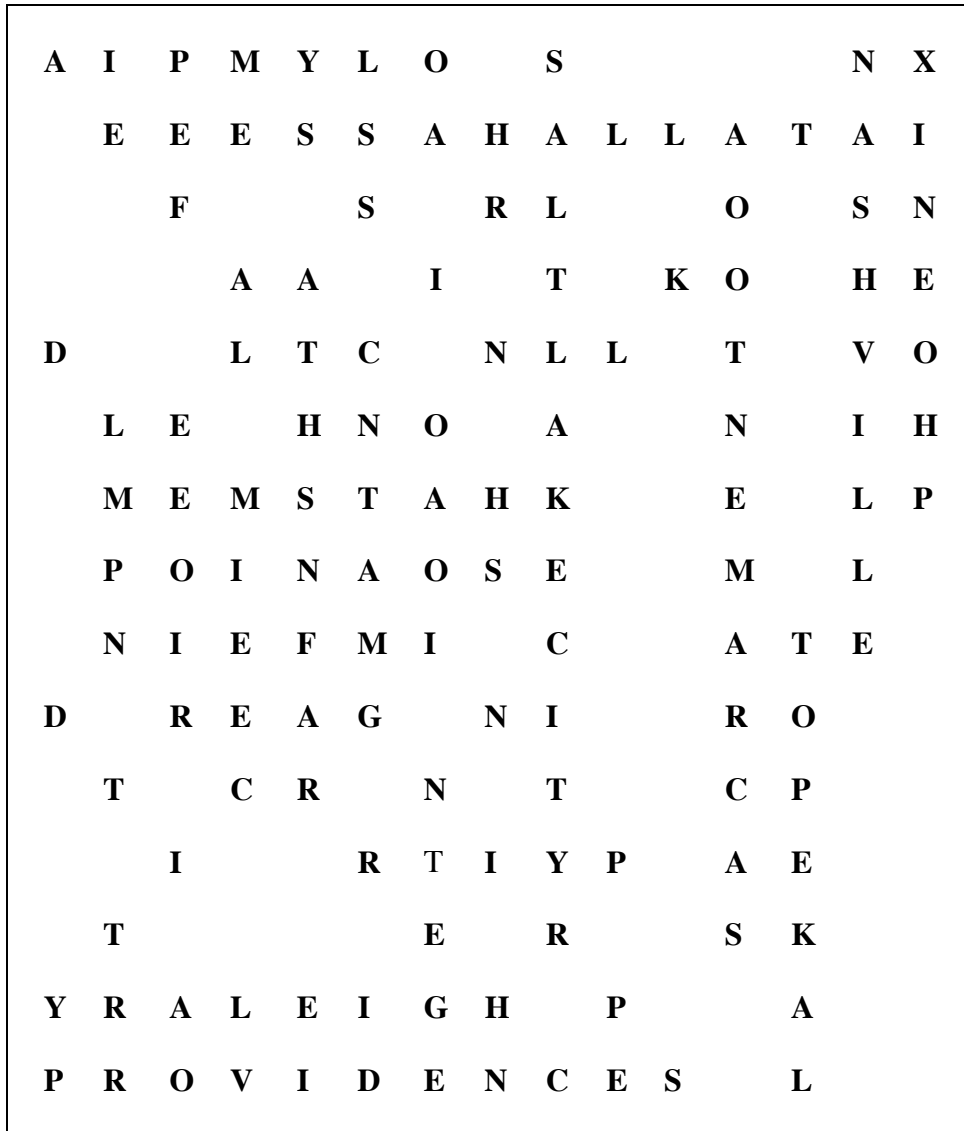 A I P M Y L O S N X
E E E S S A H A L L A T A I
F S R L O S N
A A I T K O H E
D L T C N L L T V O
L E H N O A N I H
M E M S T A H K E L P
P O I N A O S E M L
N I E F M I C A T E
D R E A G N I R O
T C R N T C P
I R T I Y P A E
T E R S K
Y R A L E I G H P A
P R O V I D E N C E S L